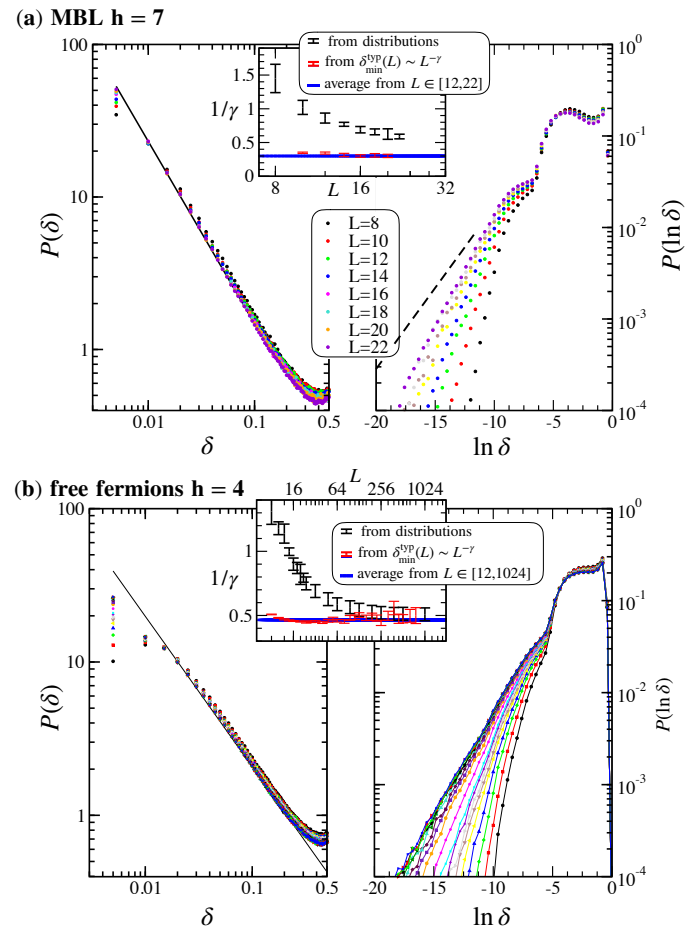 (a) MBL h = 7
100
10
1
P(δ)
0.01
0.1
0.5
δ
from distributions
from δ_min^typ(L) ~ L^-γ
average from L ∈ [12,22]
1.5
1
0.5
0
1/γ
8
16
32
L
L=8
L=10
L=12
L=14
L=16
L=18
L=20
L=22
10^0
10^-1
10^-2
10^-3
10^-4
P(ln δ)
-20
-15
-10
-5
0
ln δ
(b) free fermions h = 4
100
10
1
P(δ)
0.01
0.1
0.5
δ
L
16
64
256
1024
from distributions
from δ_min^typ(L) ~ L^-γ
average from L ∈ [12,1024]
1
0.5
1/γ
10^0
10^-1
10^-2
10^-3
10^-4
P(ln δ)
-20
-15
-10
-5
0
ln δ